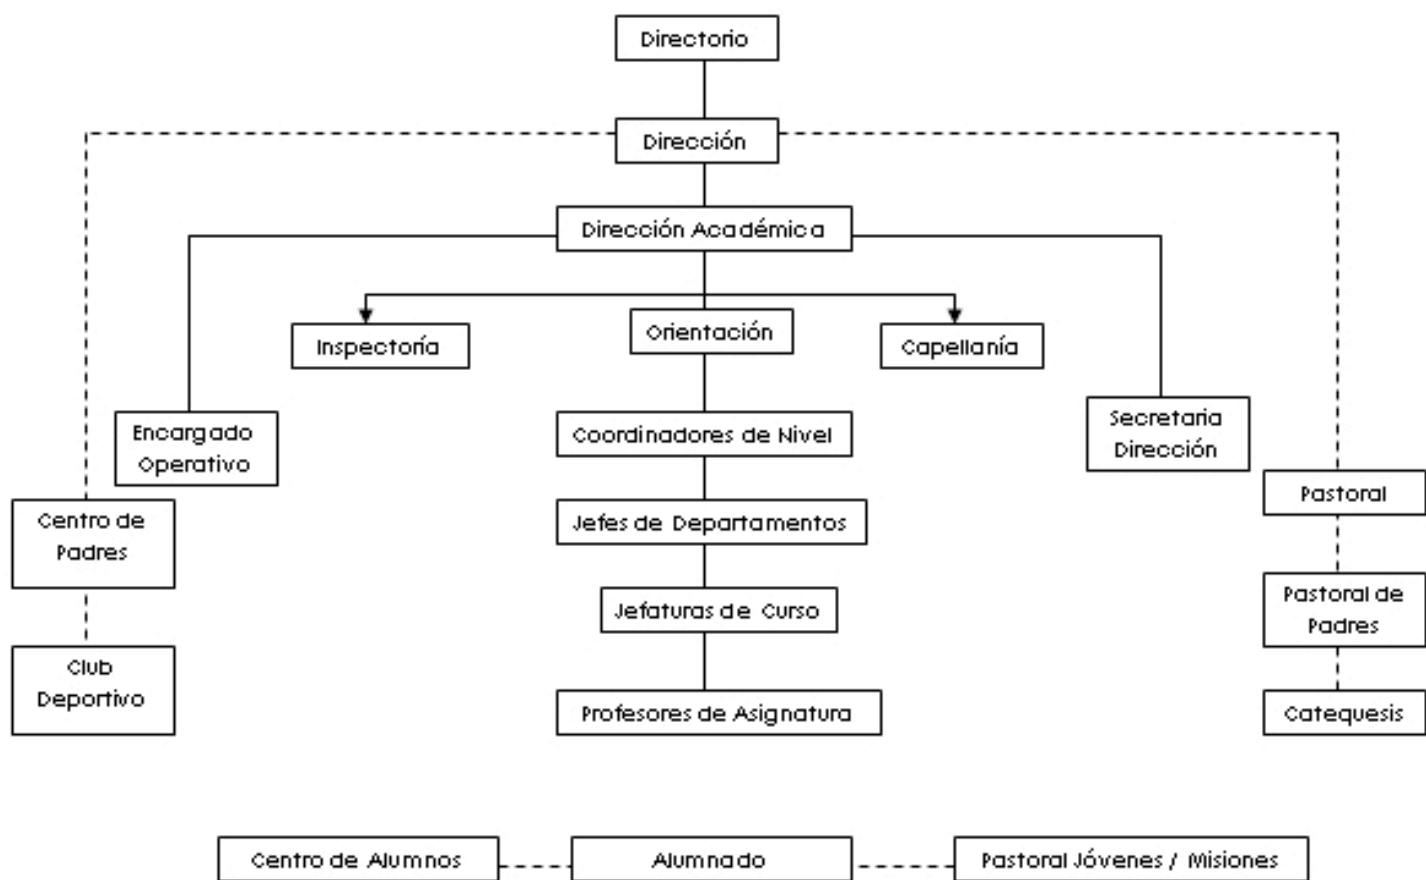 Directorio
Dirección
Dirección Académica
Inspectoría
Orientación
Capellanía
Encargado
Operativo
Coordinadores de Nivel
Secretaria
Dirección
Centro de
Padres
Jefes de Departamentos
Pastoral
Jefaturas de Curso
Pastoral de
Padres
Club
Deportivo
Profesores de Asignatura
Catequesis
Centro de Alumnos
Alumnado
Pastoral Jóvenes / Misiones